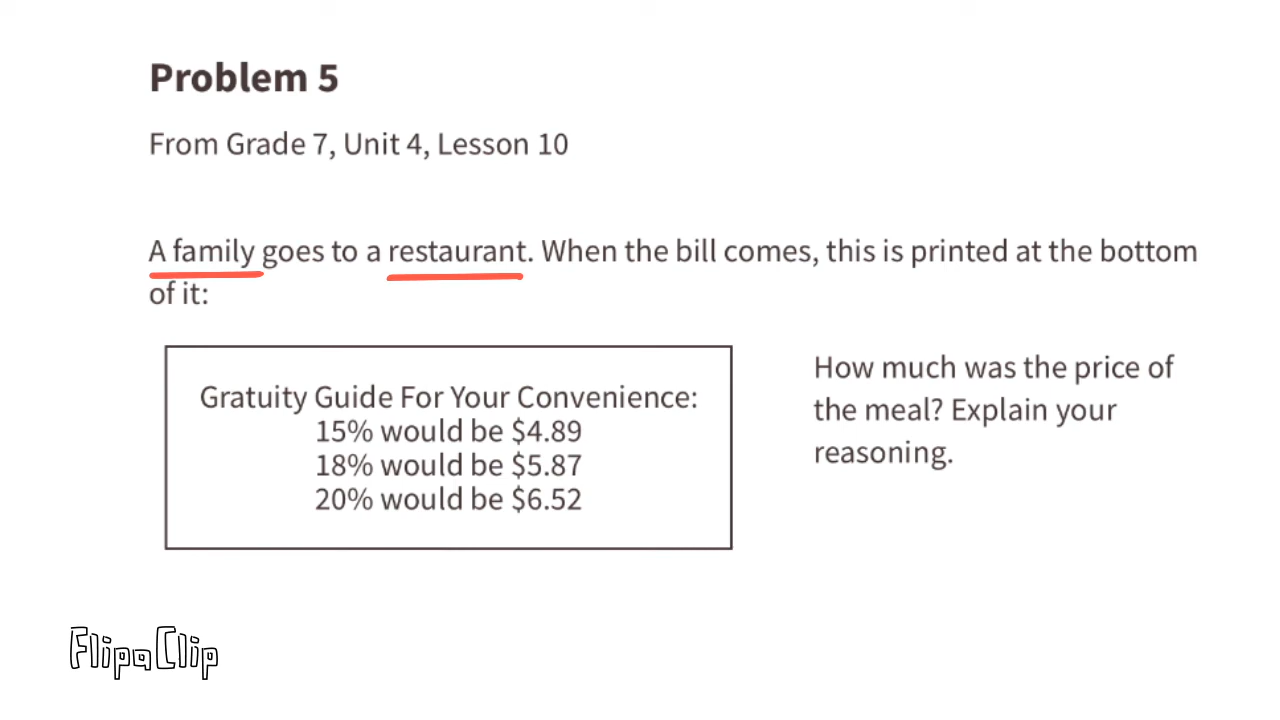 Problem 5
From Grade 7, Unit 4, Lesson 10
A family goes to a restaurant. When the bill comes, this is printed at the bottom
of it:
Gratuity Guide For Your Convenience:
15% would be $4.89
18% would be $5.87
20% would be $6.52
How much was the price of
the meal? Explain your
reasoning.
FlipaClip